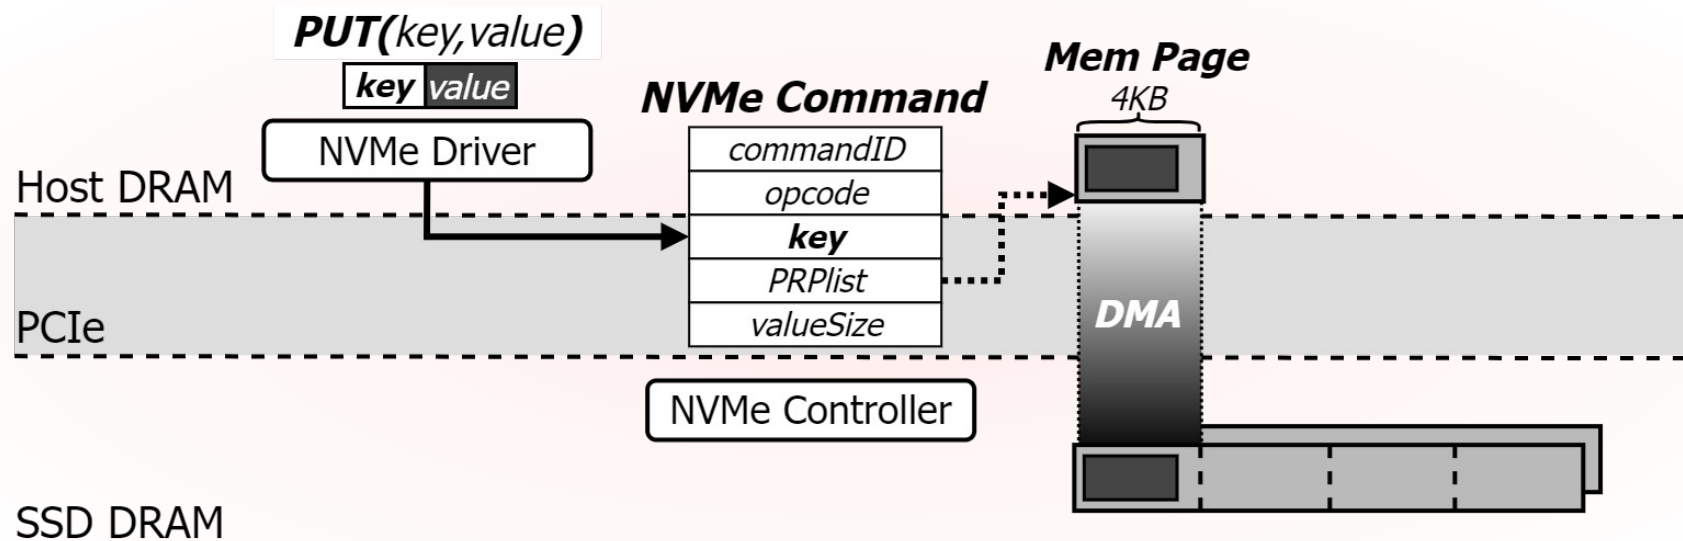 PUT(key,value)
key value
NVMe Driver
Host DRAM
NVMe Command
commandID
opcode
key
PRPlist
valueSize
Mem Page
4KB
DMA
PCIe
NVMe Controller
SSD DRAM